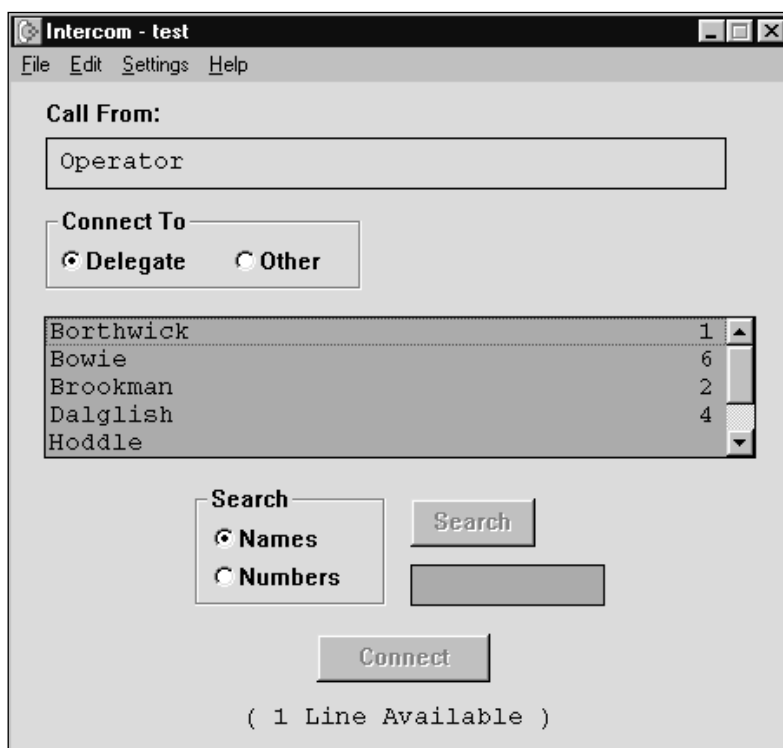 Intercom - test
File Edit Settings Help
Call From:
Operator
Connect To
Delegate Other
Borthwick 1
Bowie 6
Brookman 2
Dalglish 4
Hoddle
Search
Names
Search
Numbers
Connect
( 1 Line Available )